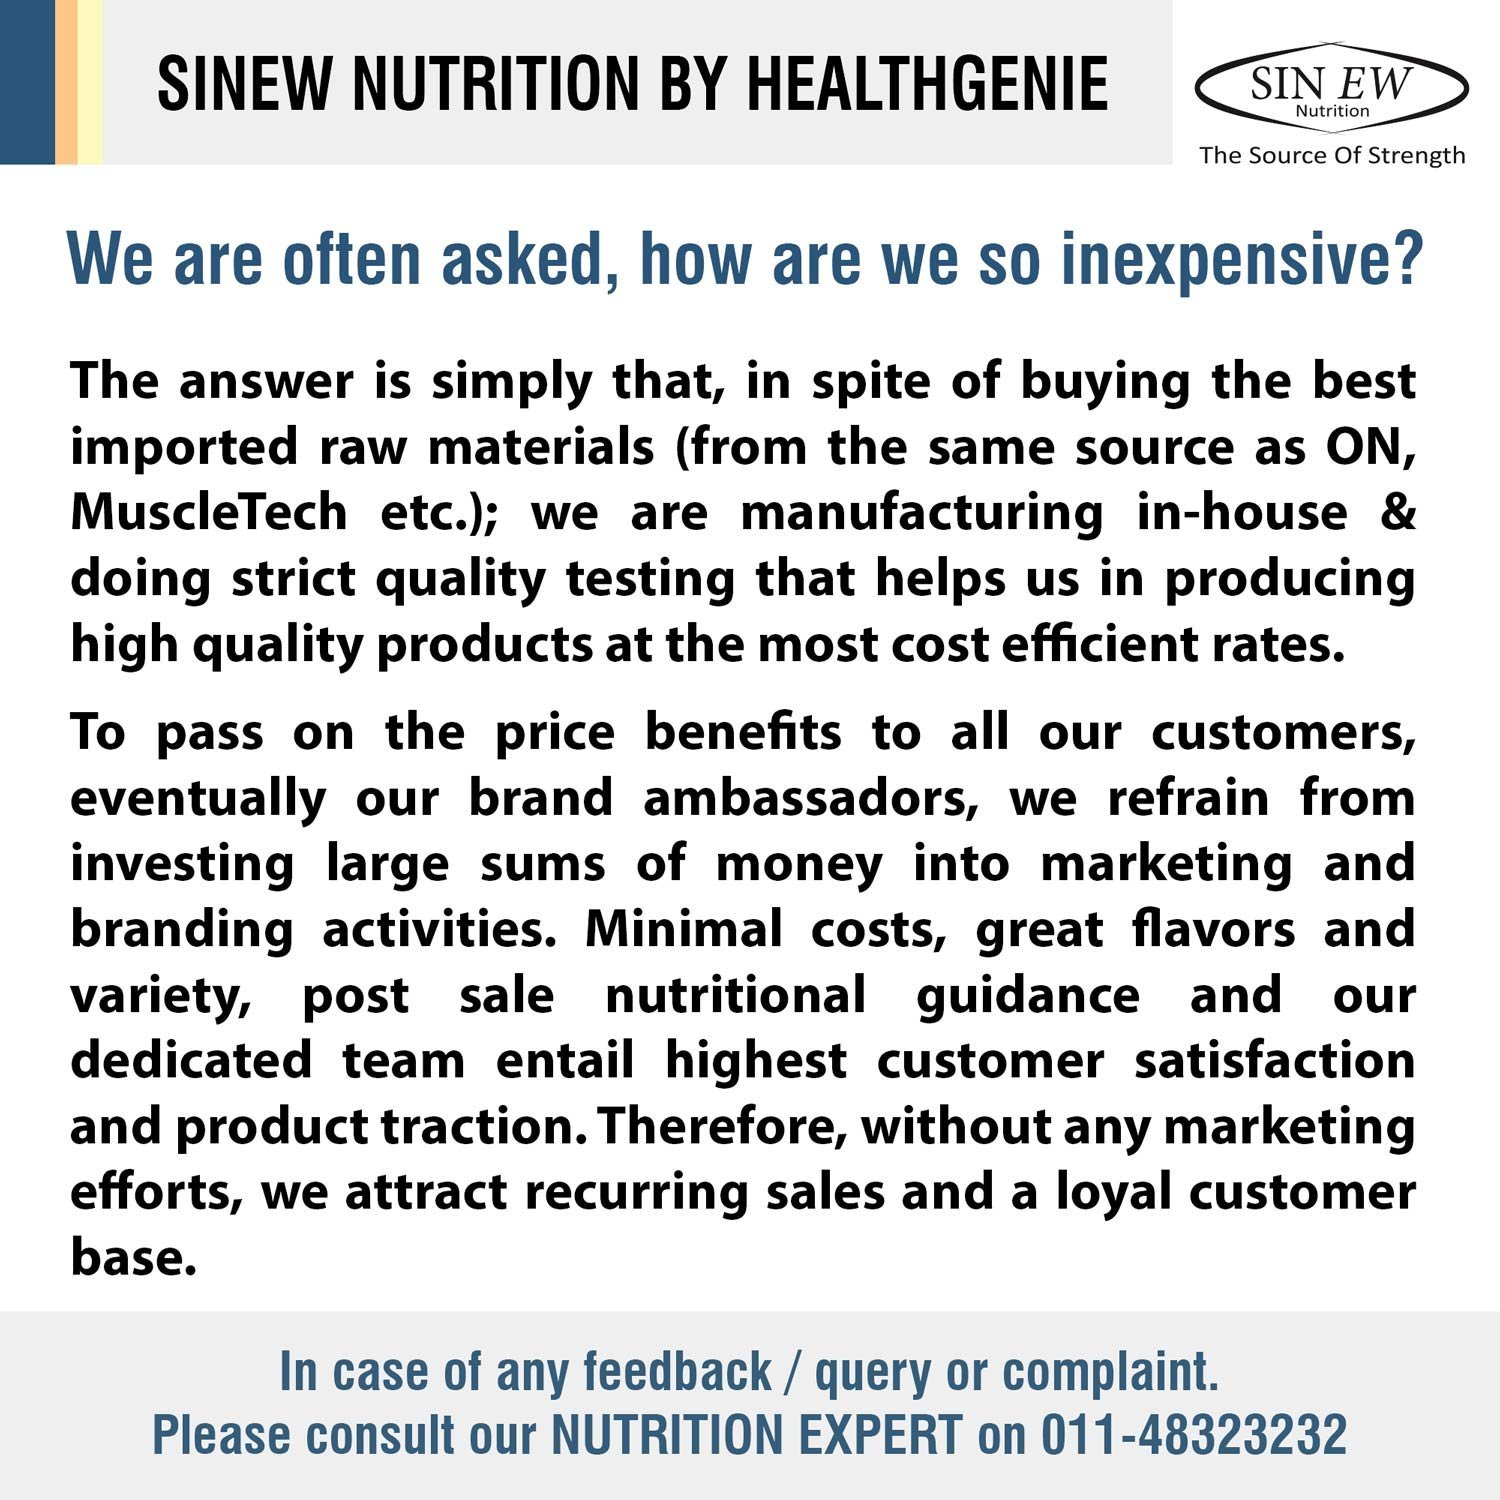 SINEW NUTRITION BY HEALTHGENIE
SIN EW
Nutrition
The Source Of Strength
We are often asked, how are we so inexpensive?
The answer is simply that, in spite of buying the best
imported raw materials (from the same source as ON,
MuscleTech etc.); we are manufacturing in-house &
doing strict quality testing that helps us in producing
high quality products at the most cost efficient rates.
To pass on the price benefits to all our customers,
eventually our brand ambassadors, we refrain from
investing large sums of money into marketing and
branding activities. Minimal costs, great flavors and
variety, post sale nutritional guidance and our
dedicated team entail highest customer satisfaction
and product traction. Therefore, without any marketing
efforts, we attract recurring sales and a loyal customer
base.
In case of any feedback / query or complaint.
Please consult our NUTRITION EXPERT on 011-48323232